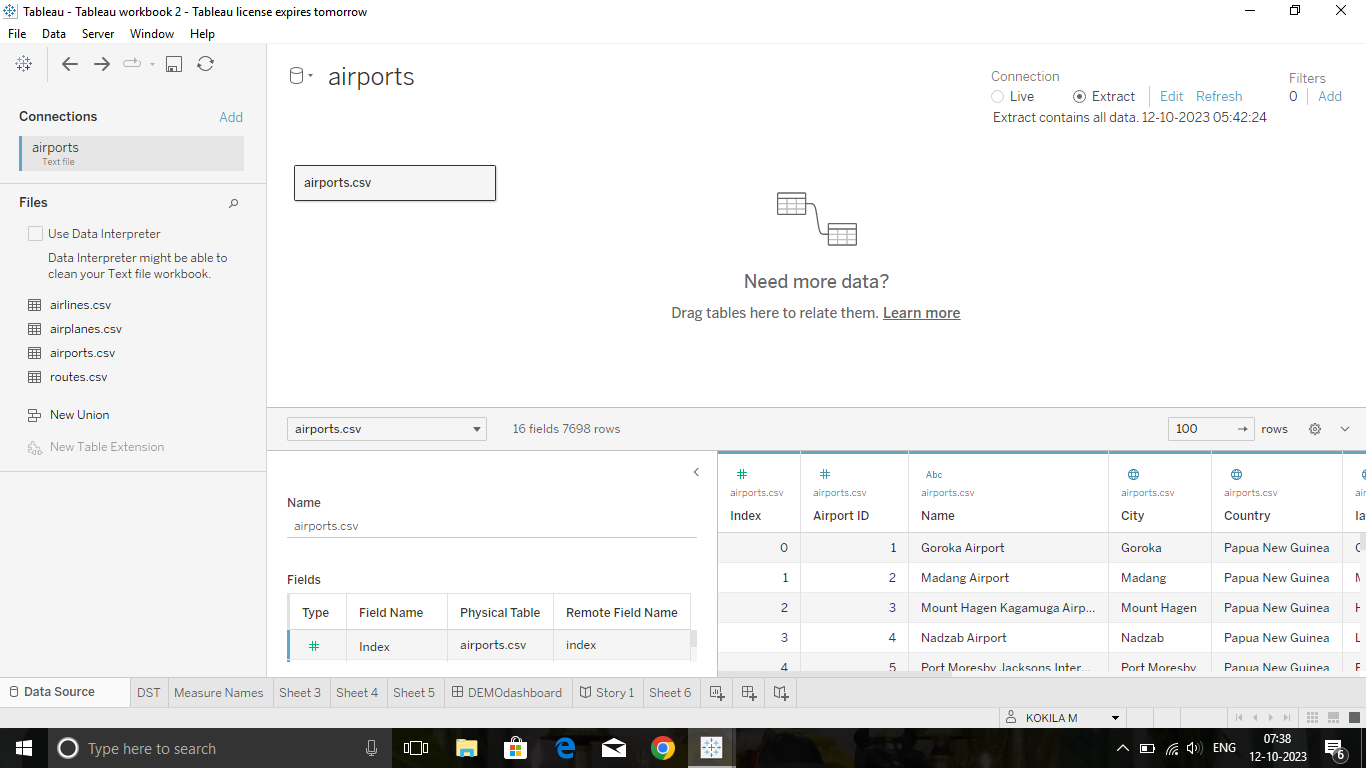 Tableau - Tableau workbook 2 - Tableau license expires tomorrow
File Data Server Window Help
airports
Connection
Live Extract Edit Refresh
Extract contains all data. 12-10-2023 05:42:24
Filters
0 Add
Connections Add
airports
Text file
Files
Use Data Interpreter
Data Interpreter might be able to
clean your Text file workbook.
airlines.csv
airplanes.csv
airports.csv
routes.csv
New Union
New Table Extension
airports.csv
Need more data?
Drag tables here to relate them. Learn more
airports.csv 16 fields 7698 rows 100 rows
Name
airports.csv
Fields
Type Field Name Physical Table Remote Field Name
# Index airports.csv index
# # Abc
airports.csv airports.csv airports.csv airports.csv airports.csv
Index Airport ID Name City Country
0 1 Goroka Airport Goroka Papua New Guinea
1 2 Madang Airport Madang Papua New Guinea
2 3 Mount Hagen Kagamuga Airp... Mount Hagen Papua New Guinea
3 4 Nadzab Airport Nadzab Papua New Guinea
4 5 Port Moresby Jacksons Inter... Port Moresby Papua New Guinea
Data Source DST Measure Names Sheet 3 Sheet 4 Sheet 5 DEMOdashboard Story 1 Sheet 6
KOKILA M
Type here to search
ENG
07:38
12-10-2023
6